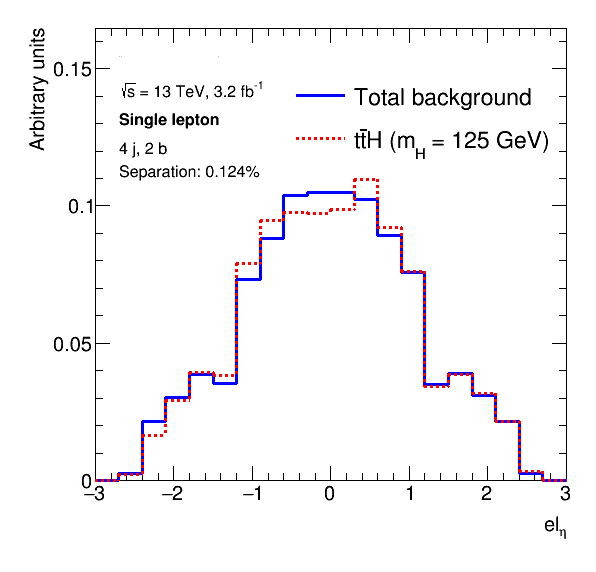 Arbitrary units
0.15
0.1
0.05
0
√s = 13 TeV, 3.2 fb⁻¹
Single lepton
4 j, 2 b
Separation: 0.124%
Total background
tt̄H (m_H = 125 GeV)
−3 −2 −1 0 1 2 3
el_η